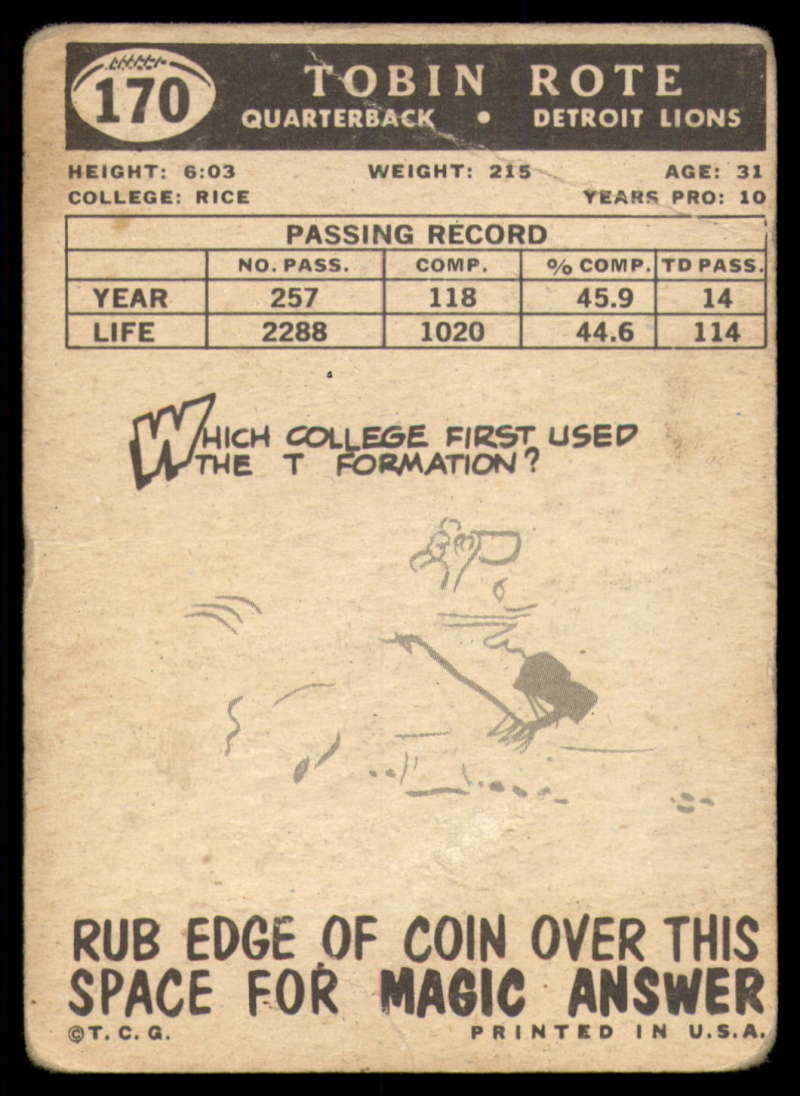 170
TOBIN ROTE
QUARTERBACK • DETROIT LIONS
HEIGHT: 6:03 WEIGHT: 215 AGE: 31
COLLEGE: RICE YEARS PRO: 10
PASSING RECORD
NO. PASS. COMP. % COMP. TD PASS.
YEAR 257 118 45.9 14
LIFE 2288 1020 44.6 114
WHICH COLLEGE FIRST USED
THE T FORMATION?
RUB EDGE OF COIN OVER THIS
SPACE FOR MAGIC ANSWER
©T.C.G. PRINTED IN U.S.A.